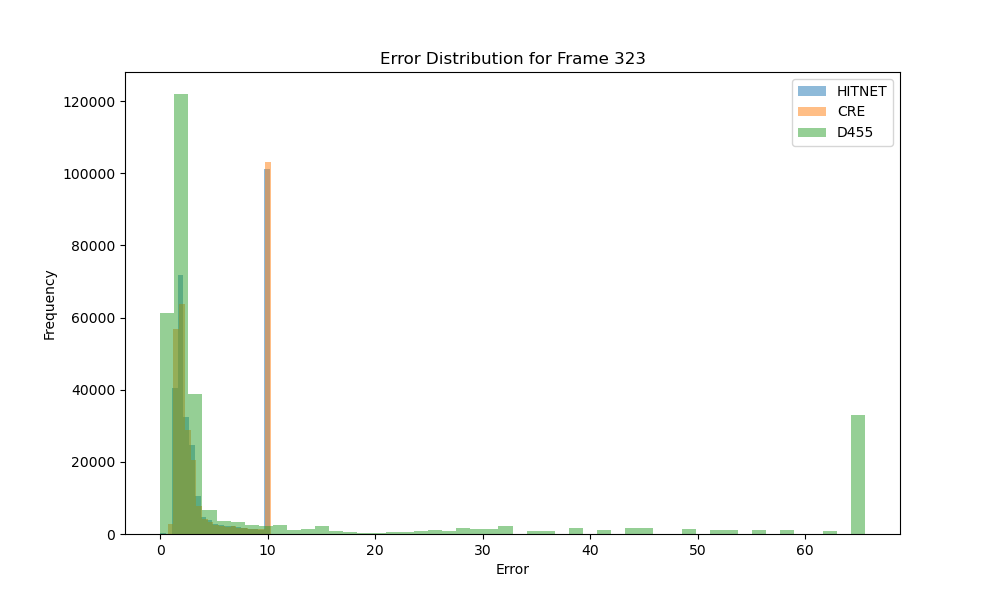 Error Distribution for Frame 323
HITNET
CRE
D455
120000
100000
80000
60000
40000
20000
0
Frequency
0 10 20 30 40 50 60
Error